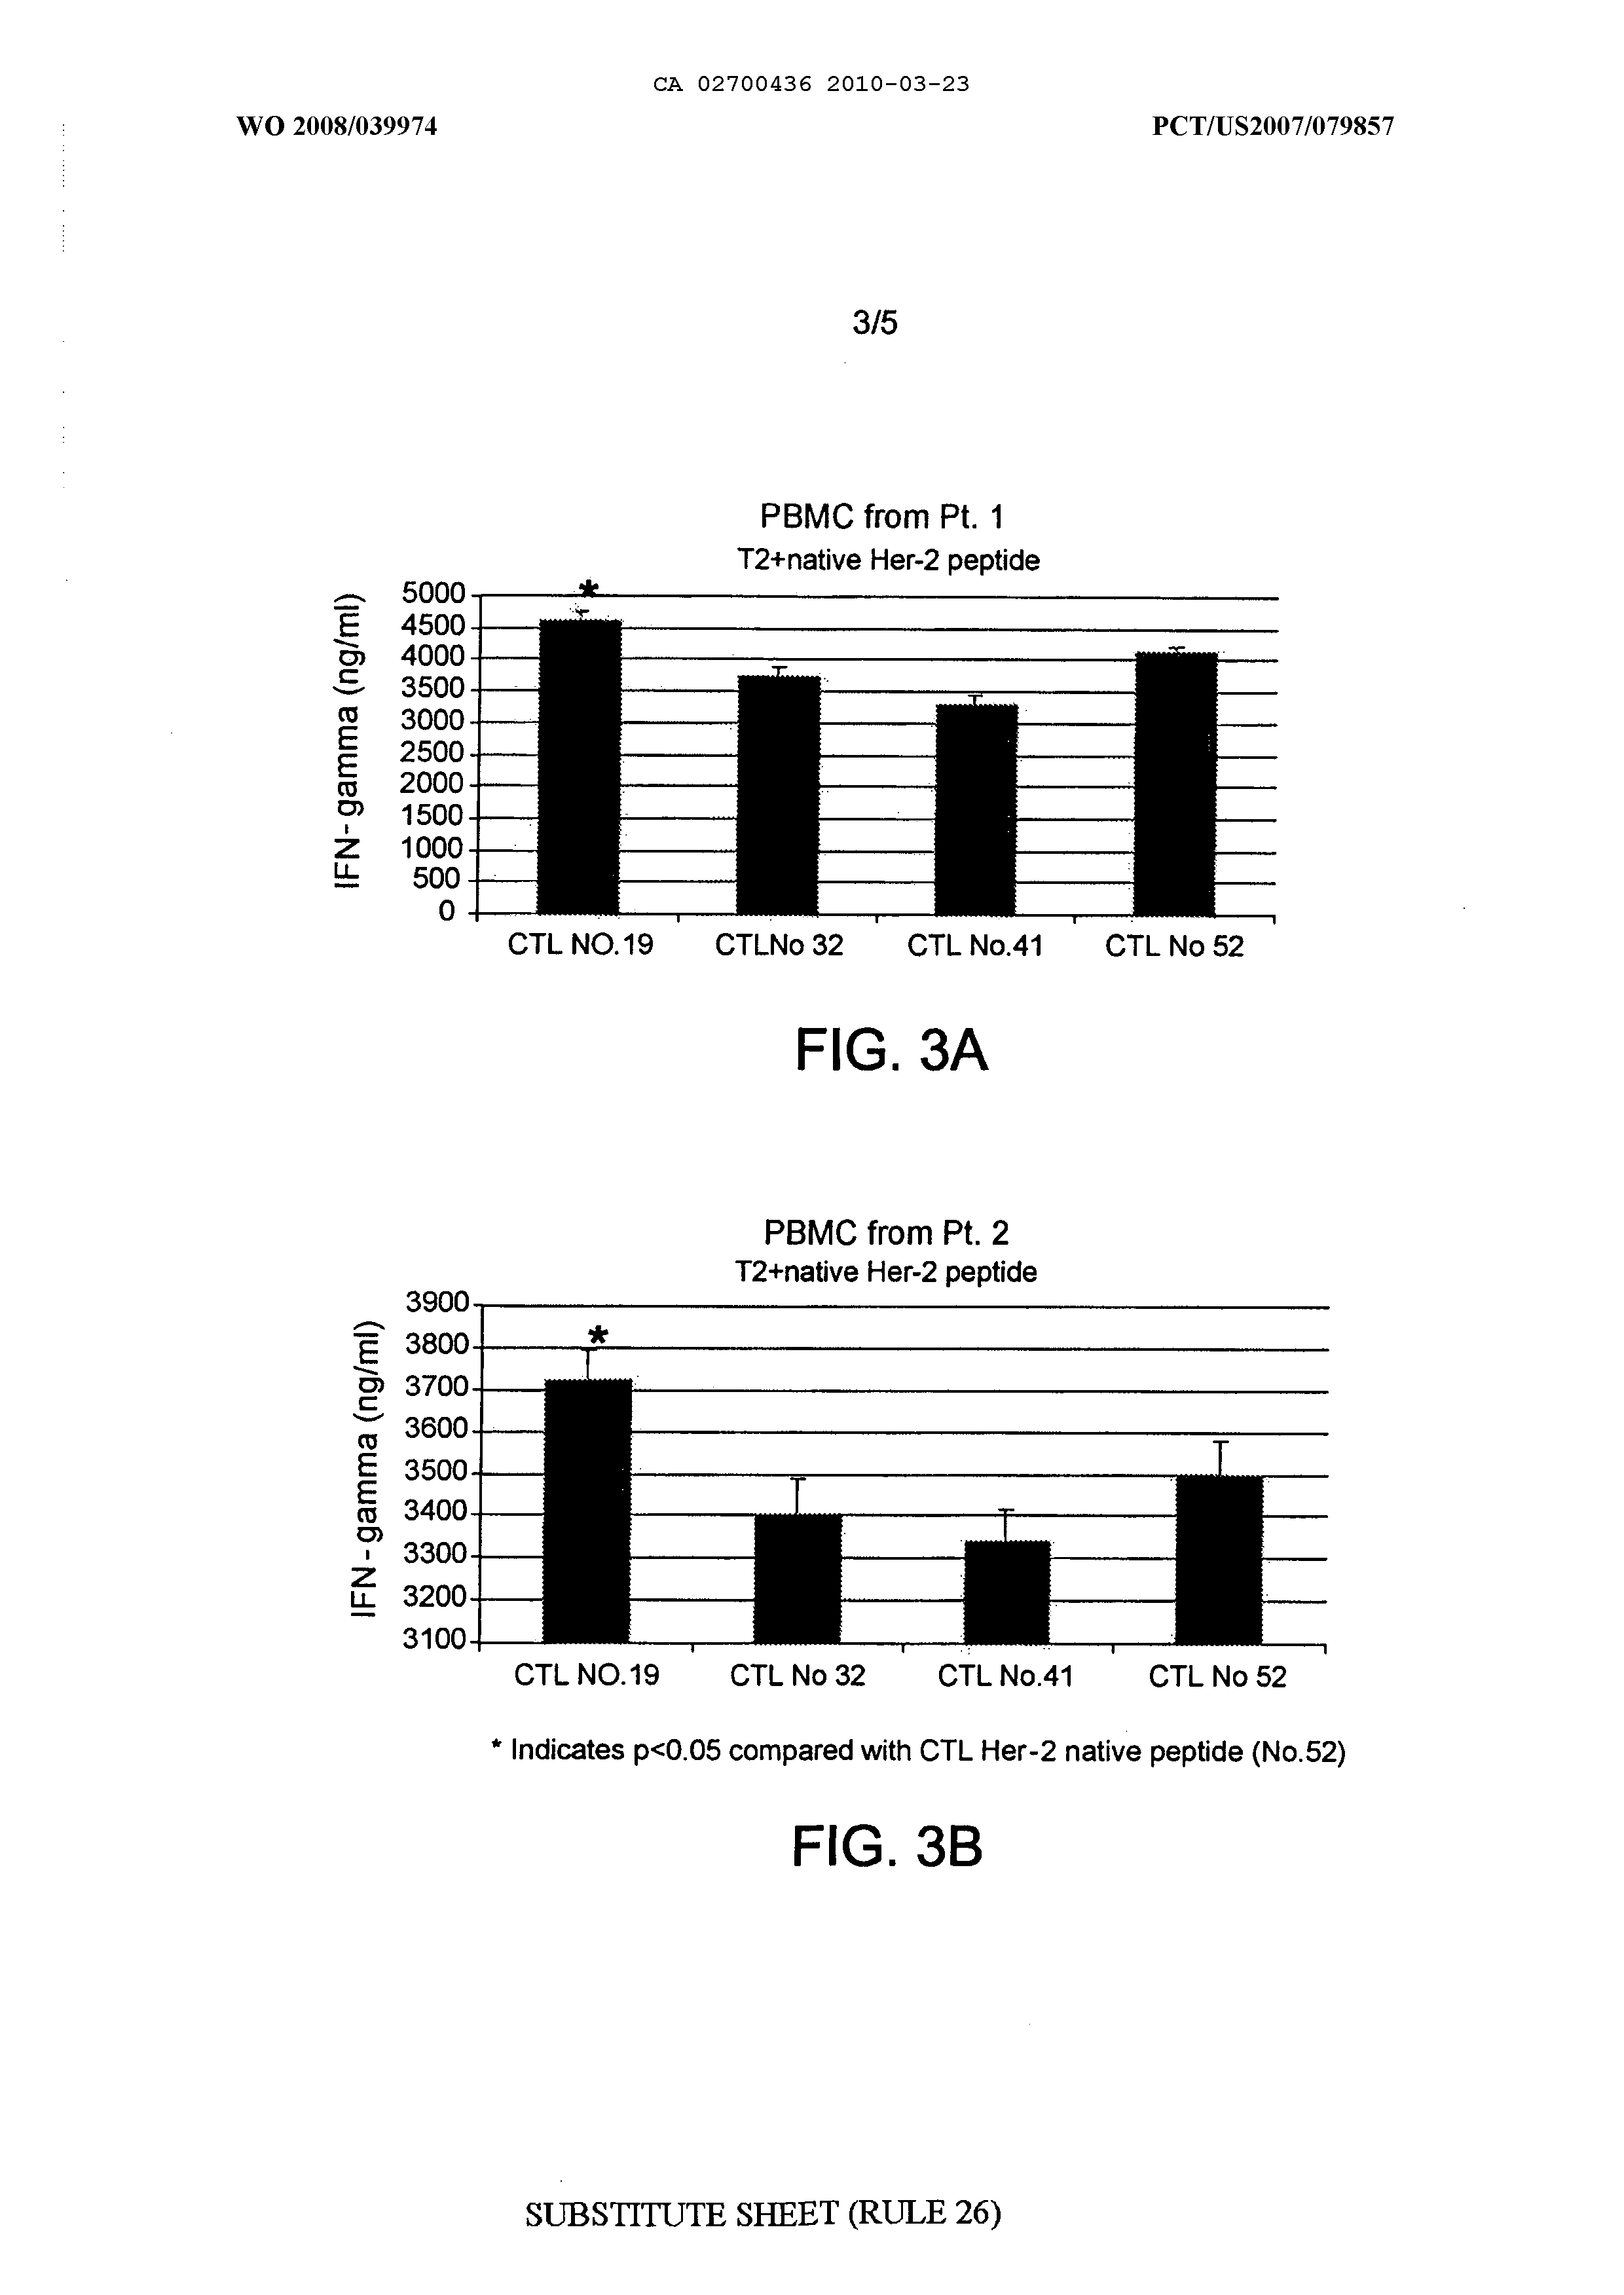 CA 02700436 2010-03-23
WO 2008/039974
PCT/US2007/079857
3/5
PBMC from Pt. 1
T2+native Her-2 peptide
IFN- gamma (ng/ml)
5000
4500
4000
3500
3000
2500
2000
1500
1000
500
0
*
CTL NO.19
CTLNo 32
CTL No.41
CTL No 52
FIG. 3A
PBMC from Pt. 2
T2+native Her-2 peptide
IFN- gamma (ng/ml)
3900
3800
3700
3600
3500
3400
3300
3200
3100
*
CTL NO.19
CTL No 32
CTL No.41
CTL No 52
* Indicates p<0.05 compared with CTL Her-2 native peptide (No.52)
FIG. 3B
SUBSTITUTE SHEET (RULE 26)